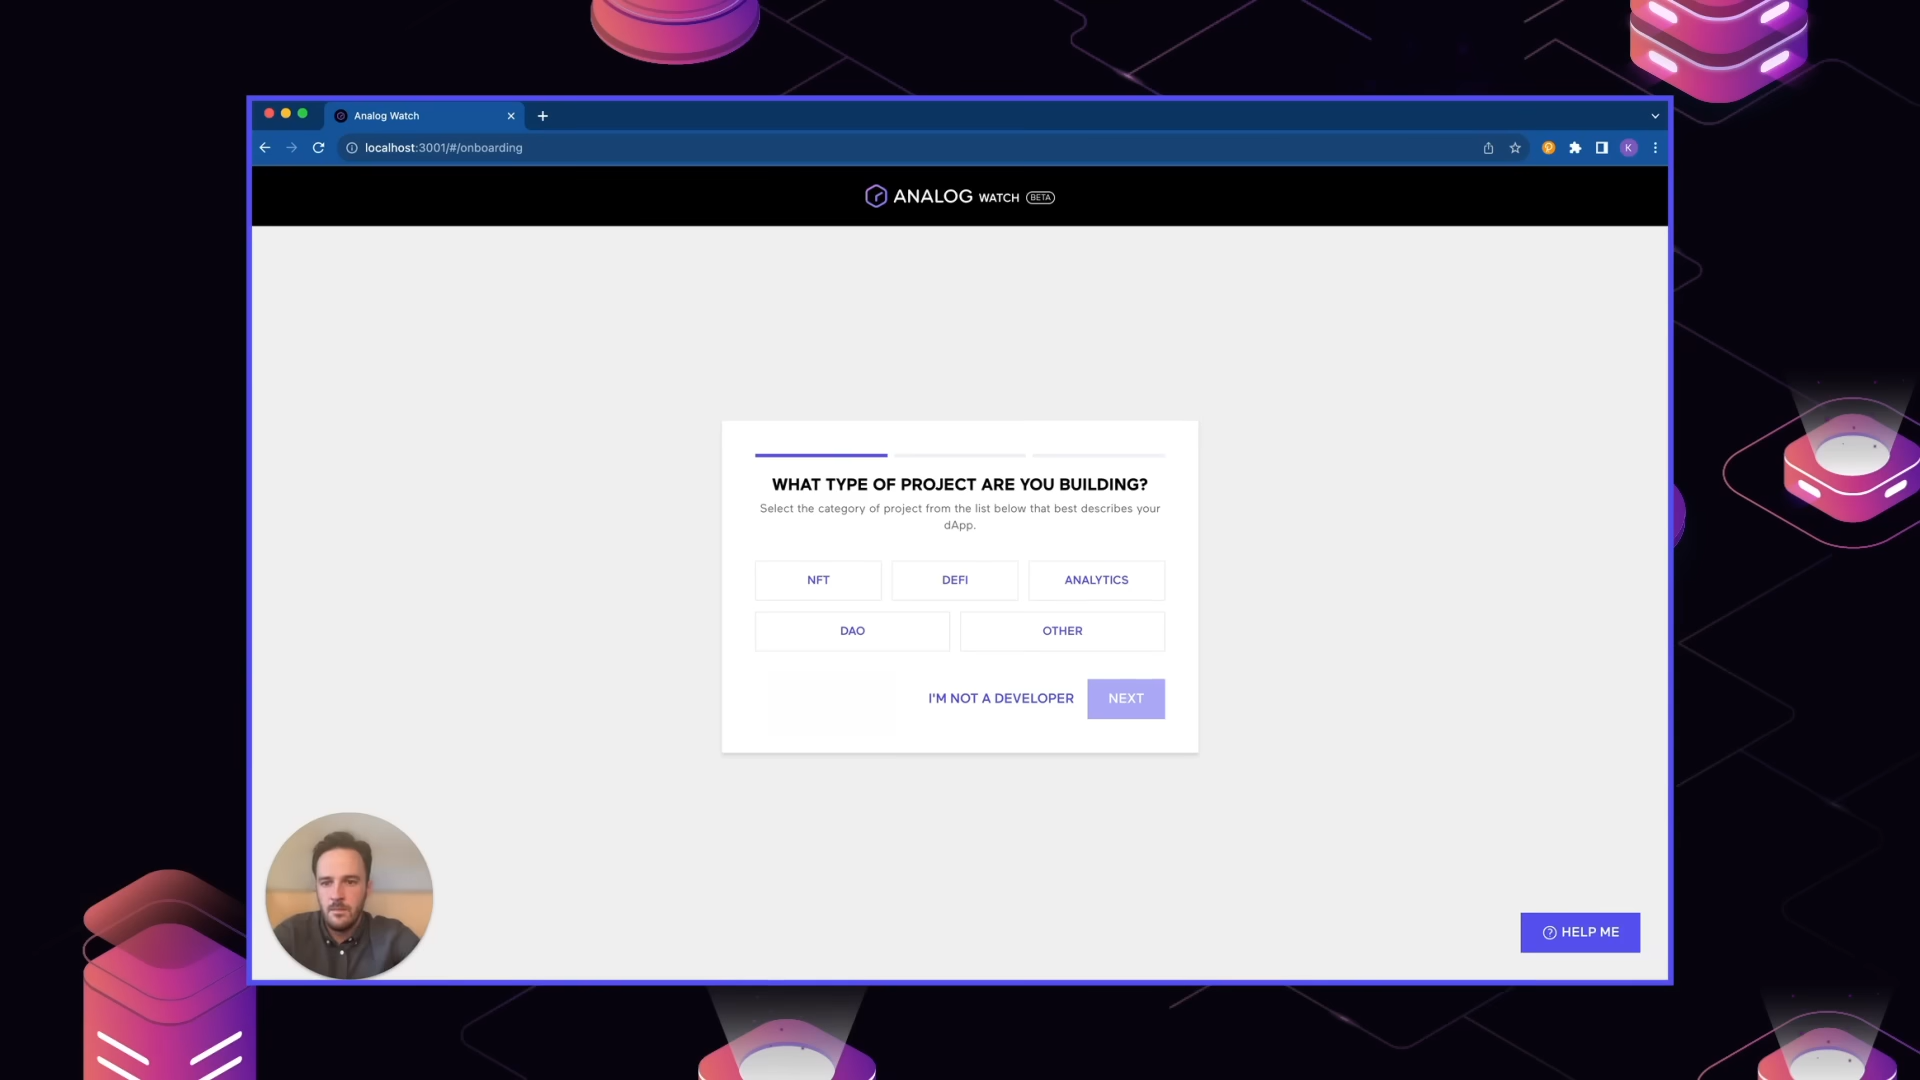 Analog Watch
localhost:3001/#/onboarding
K
ANALOG WATCH BETA
WHAT TYPE OF PROJECT ARE YOU BUILDING?
Select the category of project from the list below that best describes your
dApp.
NFT DEFI ANALYTICS
DAO OTHER
I'M NOT A DEVELOPER NEXT
HELP ME